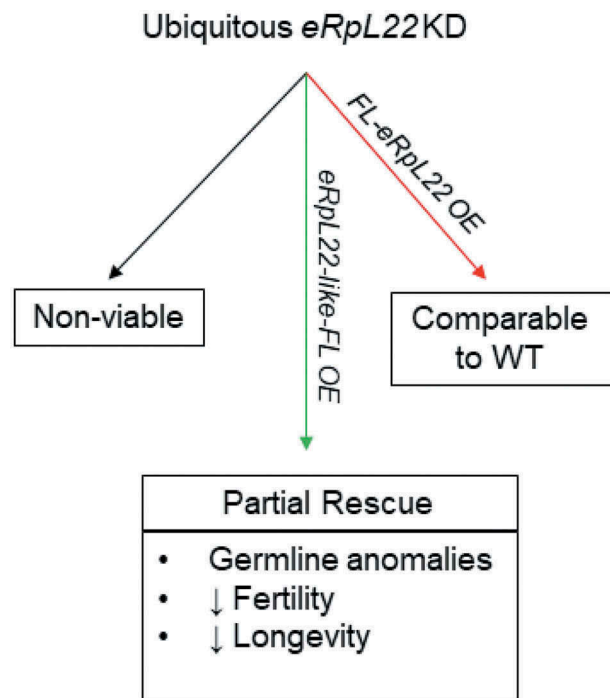 Ubiquitous eRpL22KD
FL-eRpL22 OE
eRpL22-like-FL OE
Non-viable
Comparable
to WT
Partial Rescue
• Germline anomalies
• ↓ Fertility
• ↓ Longevity